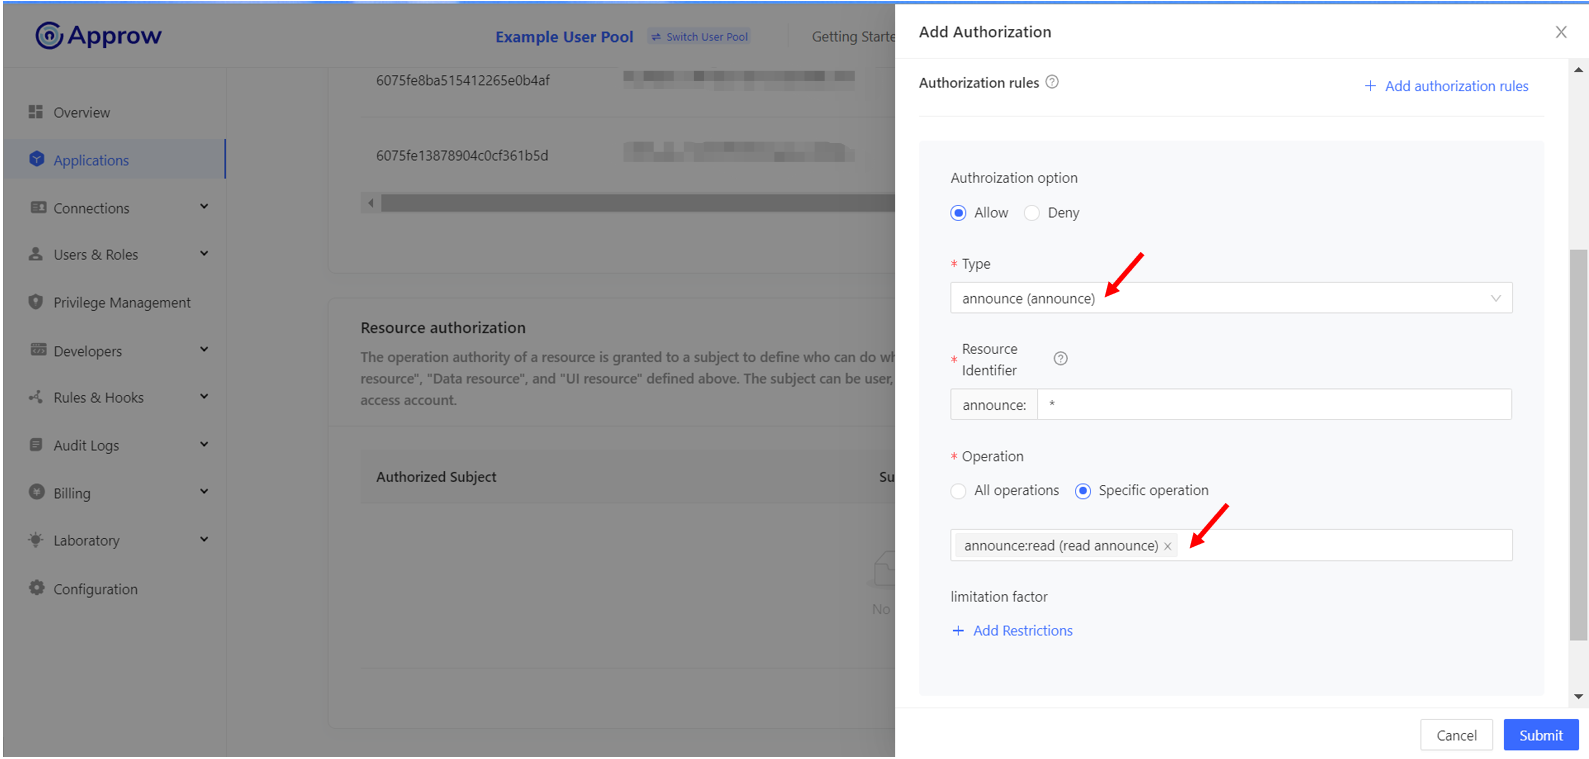 Approw
Example User Pool
Switch User Pool
Getting Starte
Overview
Applications
Connections
Users & Roles
Privilege Management
Developers
Rules & Hooks
Audit Logs
Billing
Laboratory
Configuration
6075fe8ba515412265e0b4af
6075fe13878904c0cf361b5d
Resource authorization
The operation authority of a resource is granted to a subject to define who can do wh
resource", "Data resource", and "UI resource" defined above. The subject can be user,
access account.
Authorized Subject
Su
No
Add Authorization
Authorization rules
+ Add authorization rules
Authroization option
Allow
Deny
* Type
announce (announce)
* Resource
Identifier
announce:
*
* Operation
All operations
Specific operation
announce:read (read announce) ×
limitation factor
+ Add Restrictions
Cancel
Submit